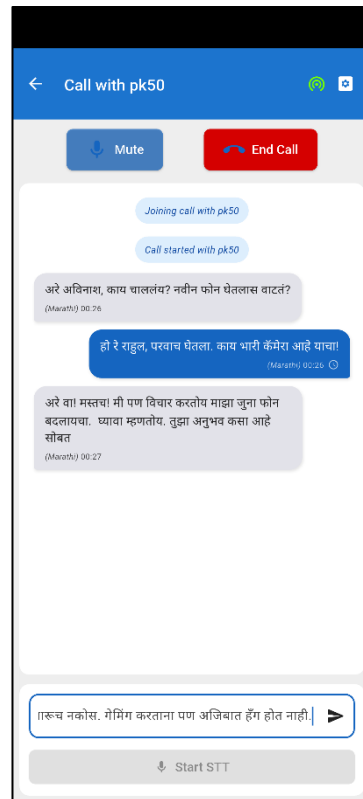 Call with pk50
Mute
End Call
Joining call with pk50
Call started with pk50
अरे अविनाश, काय चाललंय? नवीन फोन घेतलास वाटतं?
(Marathi) 00:26
हो रे राहुल, परवाच घेतला. काय भारी कॅमेरा आहे याचा!
(Marathi) 00:26
अरे वा! मस्तच! मी पण विचार करतोय माझा जुना फोन
बदलायचा. घ्यावा म्हणतोय. तुझा अनुभव कसा आहे
सोबत
(Marathi) 00:27
नकोस. गेमिंग करताना पण अजिबात हँग होत नाही.
Start STT